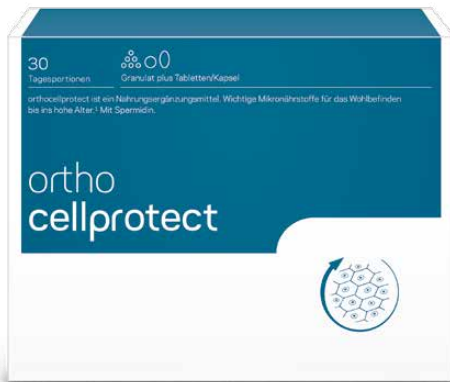 30
Tagesportionen
Granulat plus Tabletten/Kapsel
orthocellprotect ist ein Nahrungsergänzungsmittel. Wichtige Mikronährstoffe für das Wohlbefinden
bis ins hohe Alter.¹ Mit Spermidin.
ortho
cellprotect